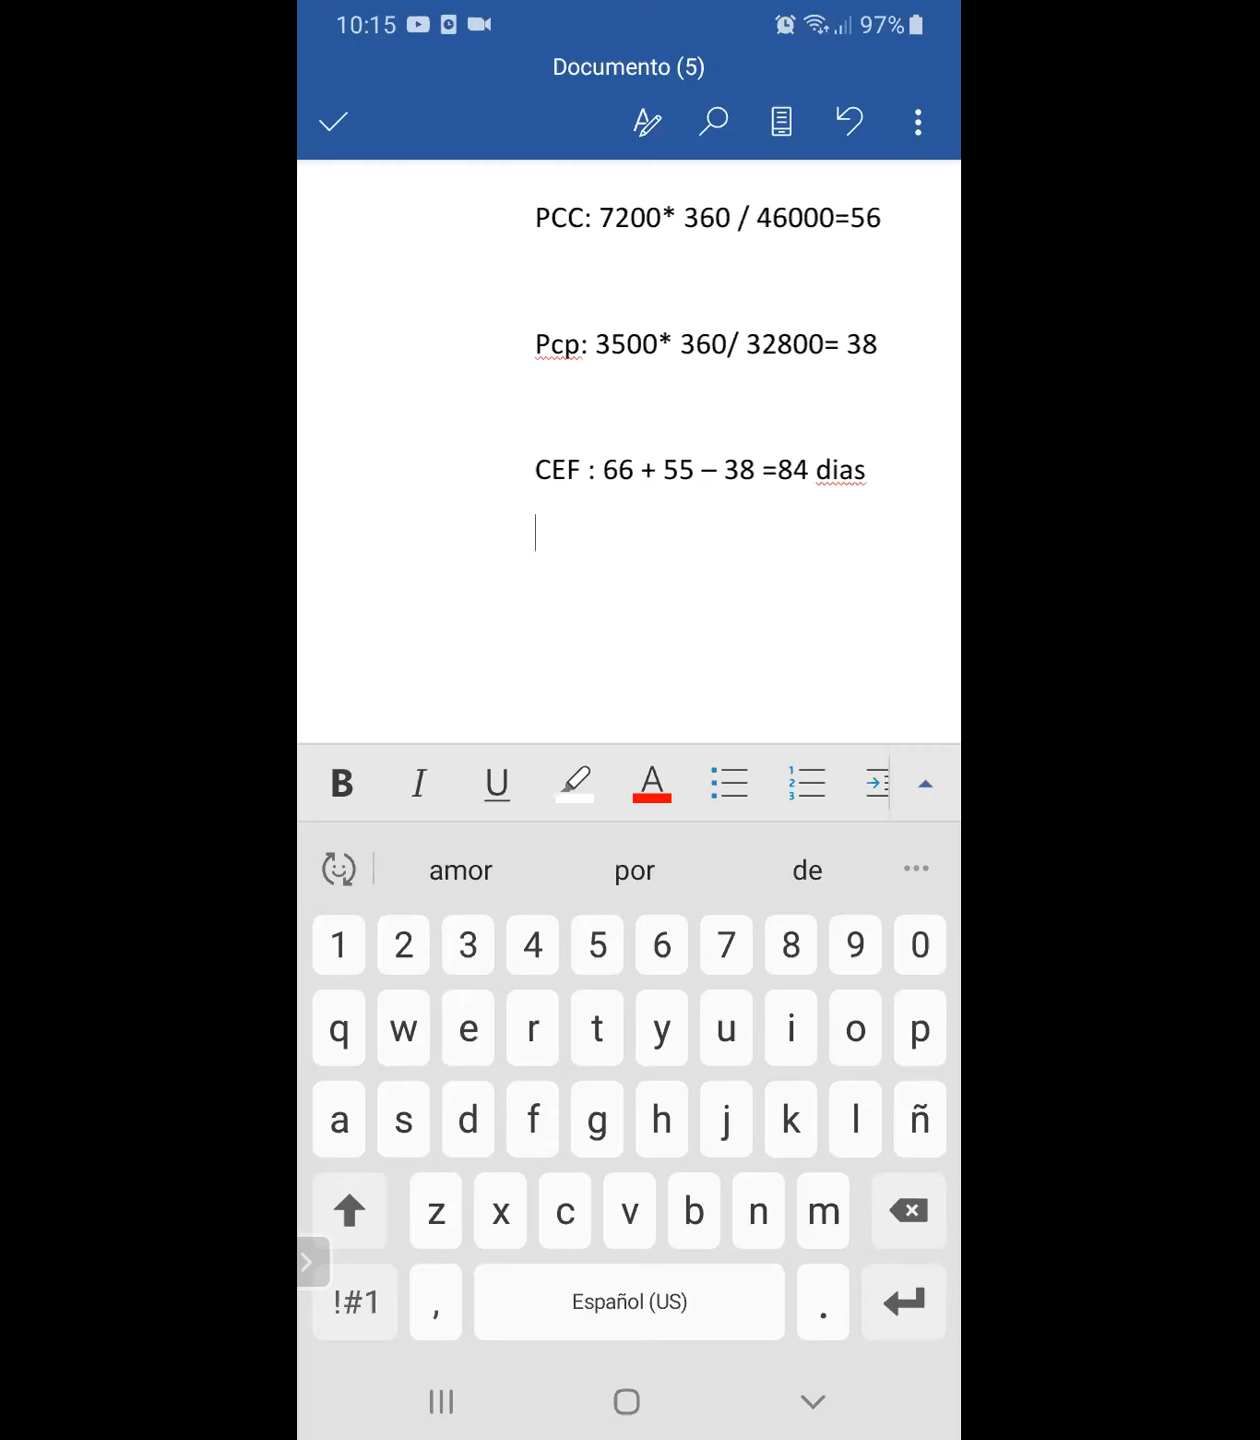 10:15 97%
Documento (5)
PCC: 7200* 360 / 46000=56
Pcp: 3500* 360/ 32800= 38
CEF : 66 + 55 – 38 =84 dias
B I U A
amor por de
1 2 3 4 5 6 7 8 9 0
q w e r t y u i o p
a s d f g h j k l ñ
z x c v b n m
!#1 , Español (US) .